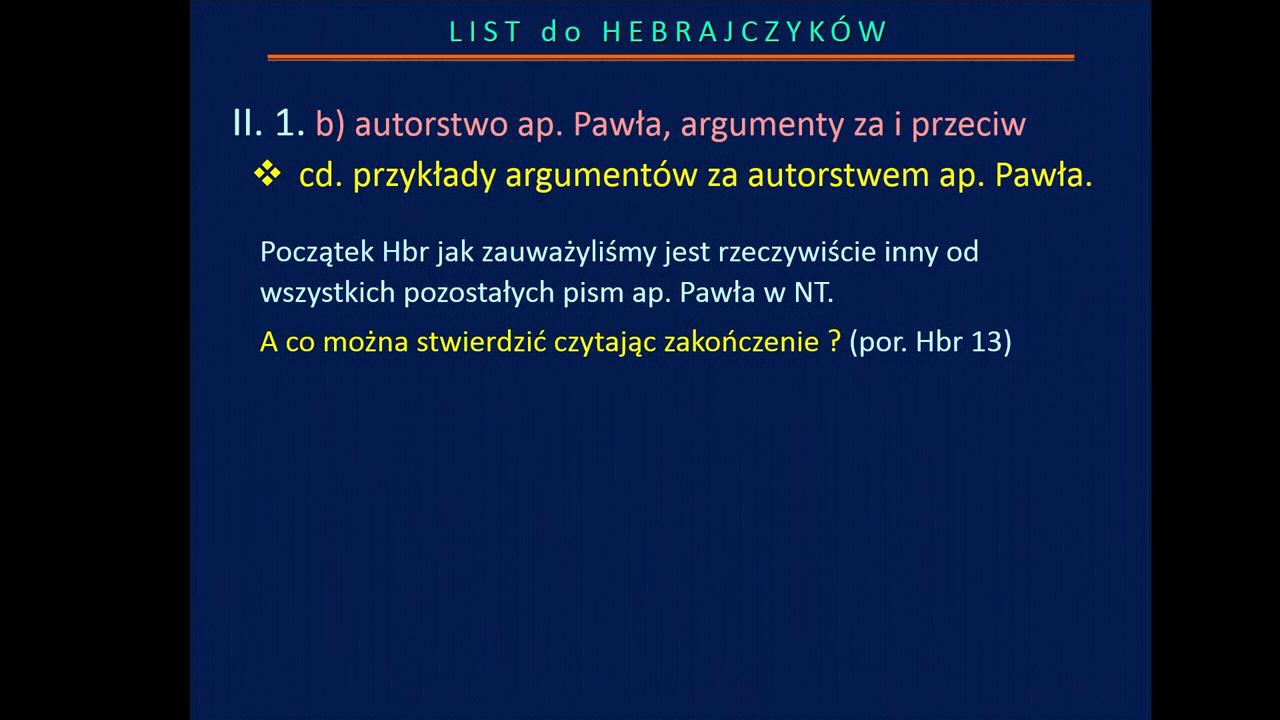 LIST do HEBRAJCZYKÓW
II. 1. b) autorstwo ap. Pawła, argumenty za i przeciw
❖ cd. przykłady argumentów za autorstwem ap. Pawła.
Początek Hbr jak zauważyliśmy jest rzeczywiście inny od
wszystkich pozostałych pism ap. Pawła w NT.
A co można stwierdzić czytając zakończenie ? (por. Hbr 13)